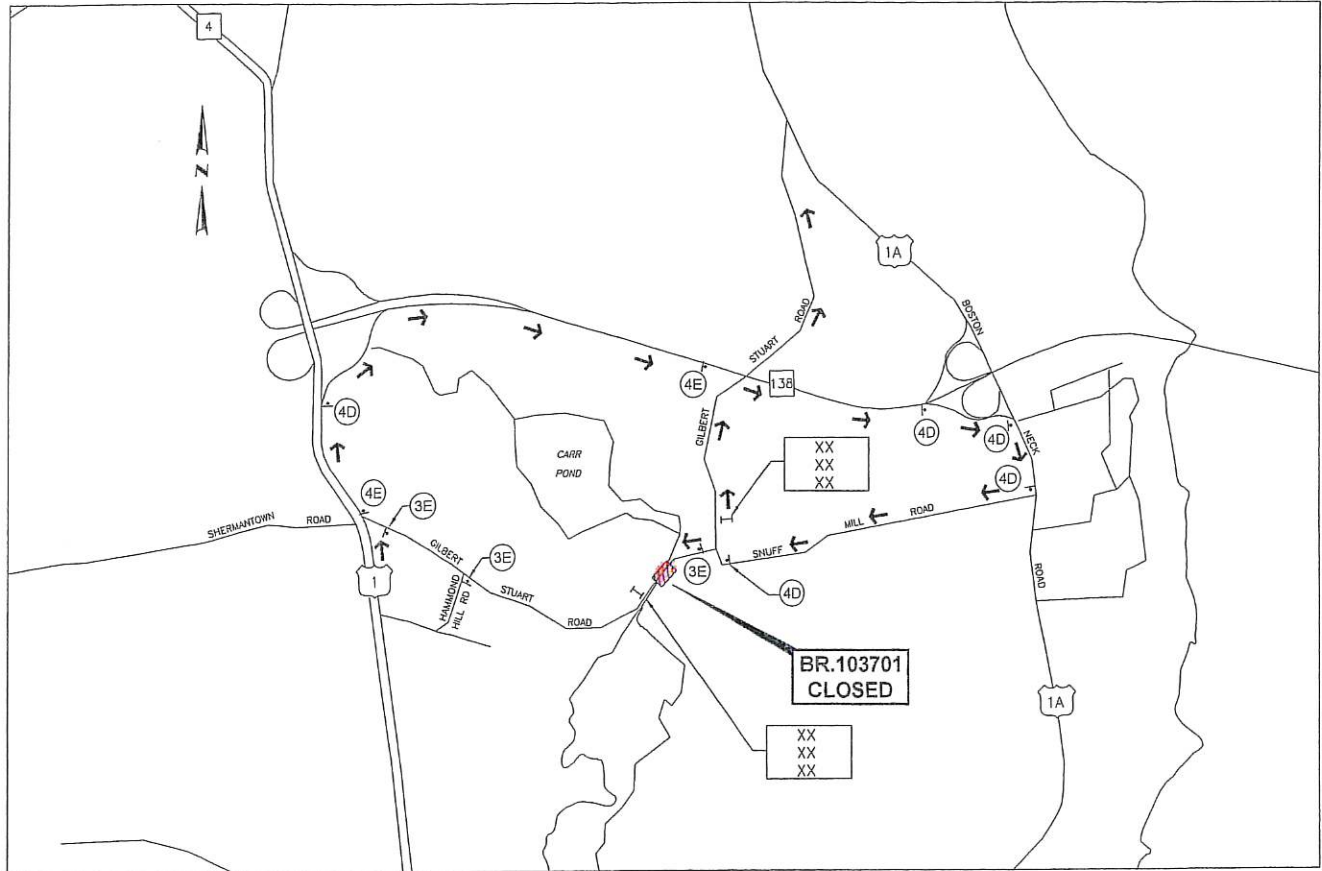 4
N
1A
BOSTON
STUART
ROAD
138
4E
4D
GILBERT
4D
4D
NECK
XX
XX
XX
4D
CARR
POND
4E
3E
SHERMANTOWN ROAD
MILL ROAD
SNUFF
GILBERT
3E
3E
4D
1
HAMMOND
HILL RD
STUART
ROAD
ROAD
BR.103701
CLOSED
1A
XX
XX
XX